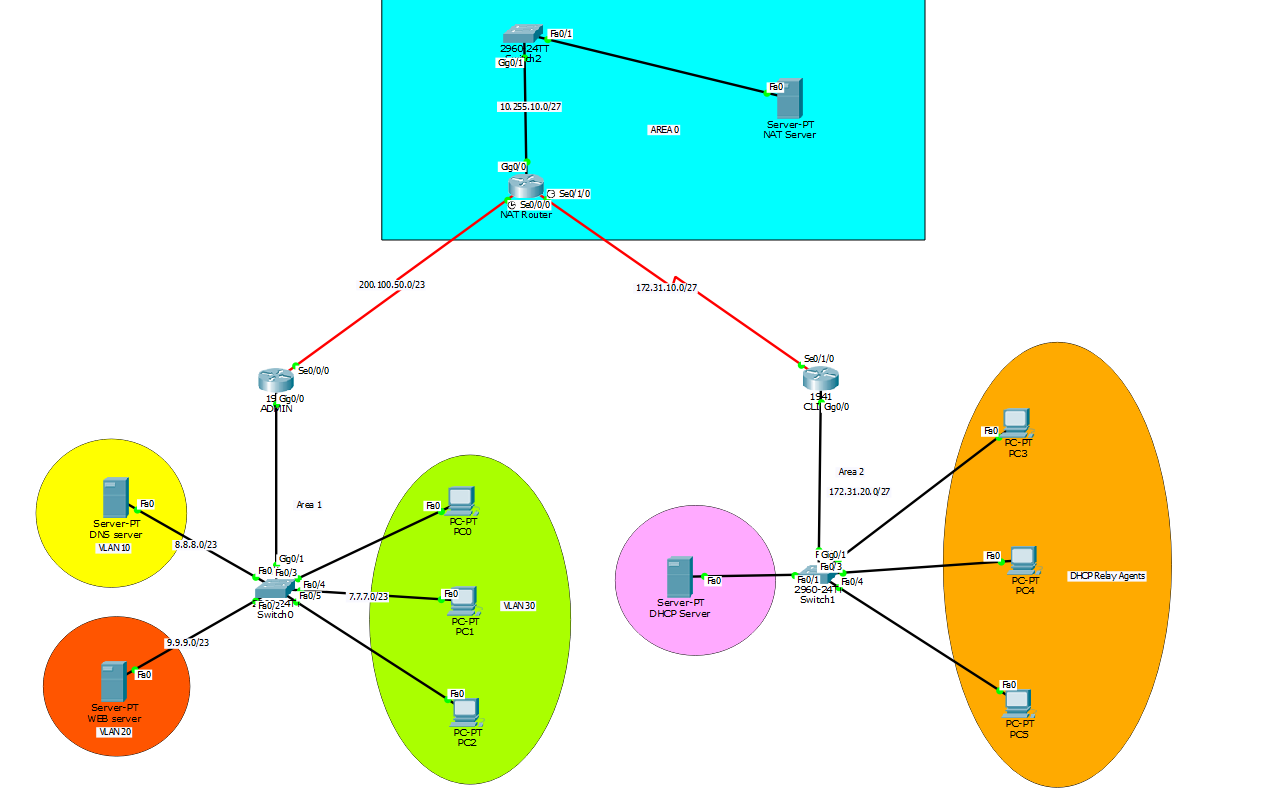 Fa0/1
2960-24TT
Switch2
Gg0/1
Fa0
10.255.10.0/27
Server-PT
NAT Server
AREA 0
Gg0/0
Se0/1/0
Se0/0/0
NAT Router
200.100.50.0/23
172.31.10.0/27
Se0/0/0
19
Gg0/0
ADMIN
Se0/1/0
1941
Gg0/0
Fa0
PC-PT
PC3
Area 2
172.31.20.0/27
Fa0
Server-PT
DNS server
VLAN 10
8.8.8.0/23
Area 1
Fa0
PC-PT
PC0
Gg0/1
Fa0/3
Fa0/4
Fa0/5
Fa0/2
Switch0
7.7.7.0/23
Fa0
PC-PT
PC1
VLAN 30
9.9.9.0/23
Fa0
Server-PT
WEB server
VLAN 20
Fa0
PC-PT
PC2
Fa0
Server-PT
DHCP Server
Gg0/1
Fa0/3
Fa0/1
Fa0/4
2960-24TT
Switch1
Fa0
PC-PT
PC4
DHCP Relay Agents
Fa0
PC-PT
PC5